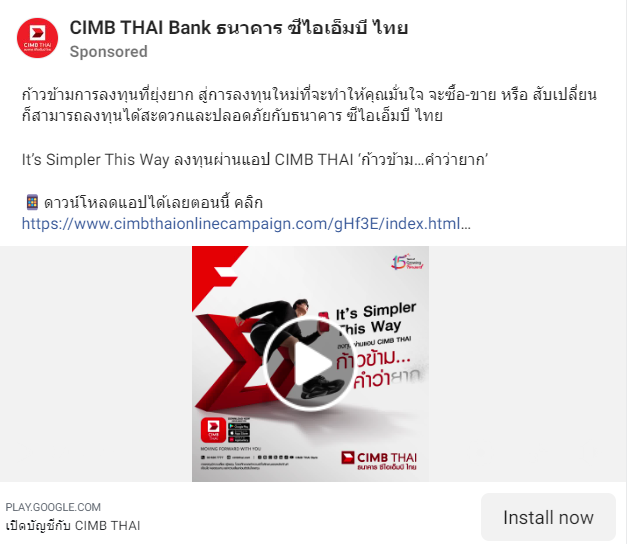 CIMB THAI Bank ธนาคาร ซีไอเอ็มบี ไทย
Sponsored
ก้าวข้ามการลงทุนที่ยุ่งยาก สู่การลงทุนใหม่ที่จะทำให้คุณมั่นใจ จะซื้อ-ขาย หรือ สับเปลี่ยน
ก็สามารถลงทุนได้สะดวกและปลอดภัยกับธนาคาร ซีไอเอ็มบี ไทย
It's Simpler This Way ลงทุนผ่านแอป CIMB THAI 'ก้าวข้าม...คำว่ายาก'
ดาวน์โหลดแอปได้เลยตอนนี้ คลิก
https://www.cimbthaionlinecampaign.com/gHf3E/index.html...
15
It's Simpler
This Way
ลงทุนผ่านแอป CIMB THAI
ก้าวข้าม...
คำว่ายาก
CIMB
THAI
MOVING FORWARD WITH YOU
CIMB THAI
ธนาคาร ซีไอเอ็มบี ไทย
PLAY.GOOGLE.COM
เปิดบัญชีกับ CIMB THAI
Install now